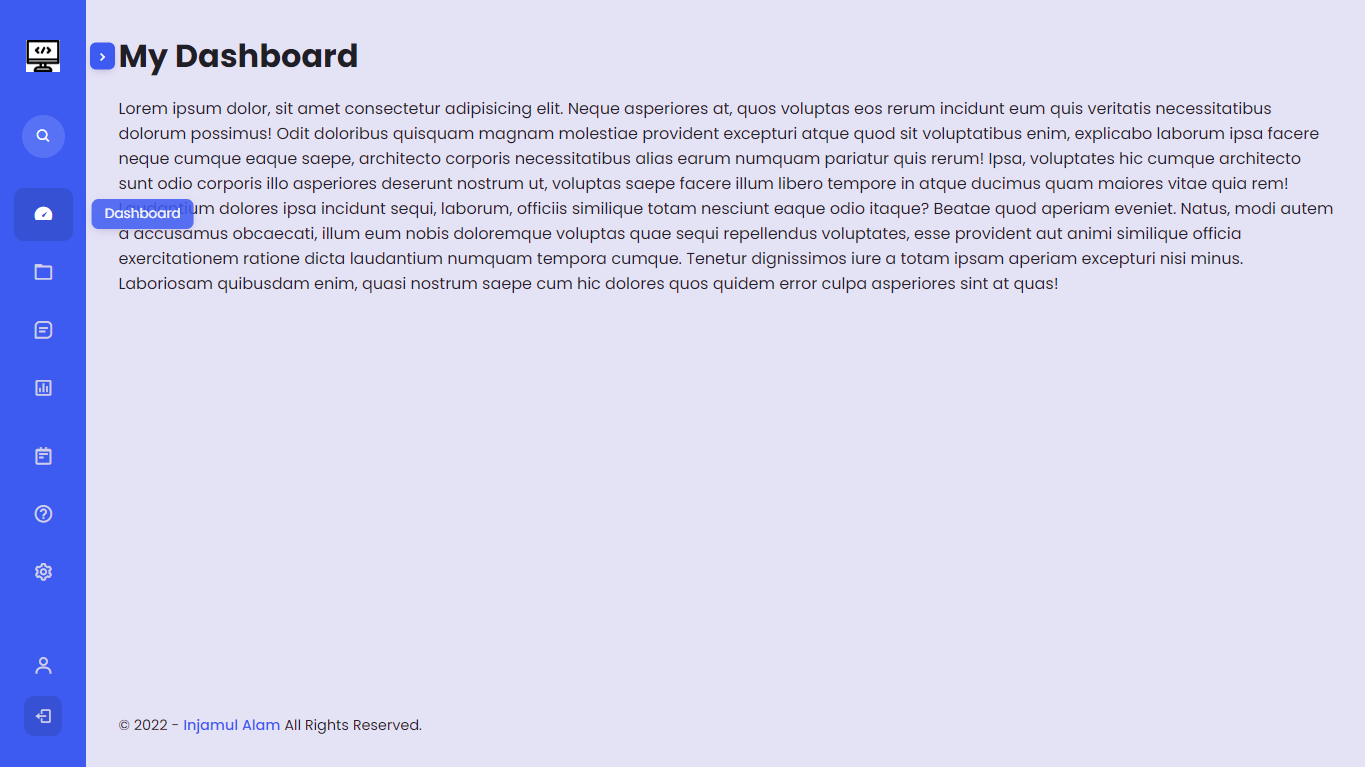 My Dashboard
Lorem ipsum dolor, sit amet consectetur adipisicing elit. Neque asperiores at, quos voluptas eos rerum incidunt eum quis veritatis necessitatibus
dolorum possimus! Odit doloribus quisquam magnam molestiae provident excepturi atque quod sit voluptatibus enim, explicabo laborum ipsa facere
neque cumque eaque saepe, architecto corporis necessitatibus alias earum numquam pariatur quis rerum! Ipsa, voluptates hic cumque architecto
sunt odio corporis illo asperiores deserunt nostrum ut, voluptas saepe facere illum libero tempore in atque ducimus quam maiores vitae quia rem!
Dashboard
Laudantium dolores ipsa incidunt sequi, laborum, officiis similique totam nesciunt eaque odio itaque? Beatae quod aperiam eveniet. Natus, modi autem
a accusamus obcaecati, illum eum nobis doloremque voluptas quae sequi repellendus voluptates, esse provident aut animi similique officia
exercitationem ratione dicta laudantium numquam tempora cumque. Tenetur dignissimos iure a totam ipsam aperiam excepturi nisi minus.
Laboriosam quibusdam enim, quasi nostrum saepe cum hic dolores quos quidem error culpa asperiores sint at quas!
© 2022 - Injamul Alam All Rights Reserved.